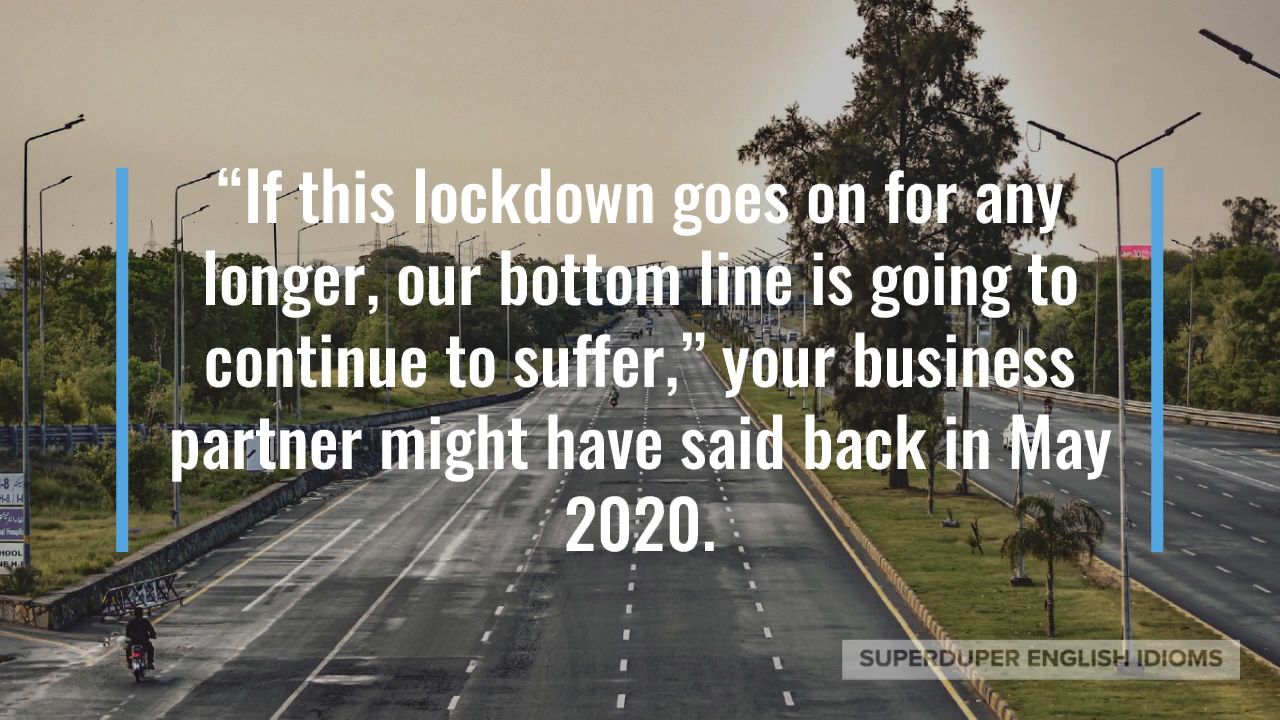 “If this lockdown goes on for any
longer, our bottom line is going to
continue to suffer,” your business
partner might have said back in May
2020.
SUPERDUPER ENGLISH IDIOMS